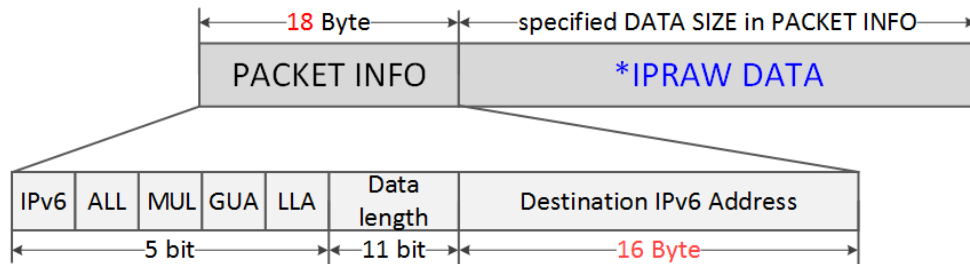 18 Byte specified DATA SIZE in PACKET INFO
PACKET INFO *IPRAW DATA
IPv6 ALL MUL GUA LLA Data length Destination IPv6 Address
5 bit 11 bit 16 Byte